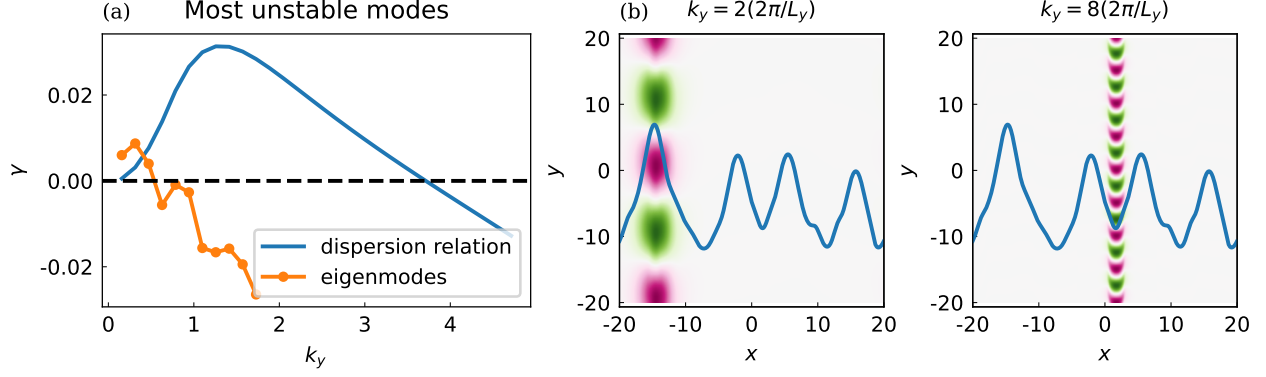 (a) Most unstable modes
γ
0.02
0.00
-0.02
0 1 2 3 4
k_y
dispersion relation
eigenmodes
(b) k_y = 2(2π/L_y)
y
20
10
0
-10
-20
-20 -10 0 10 20
x
k_y = 8(2π/L_y)
y
20
10
0
-10
-20
-20 -10 0 10 20
x